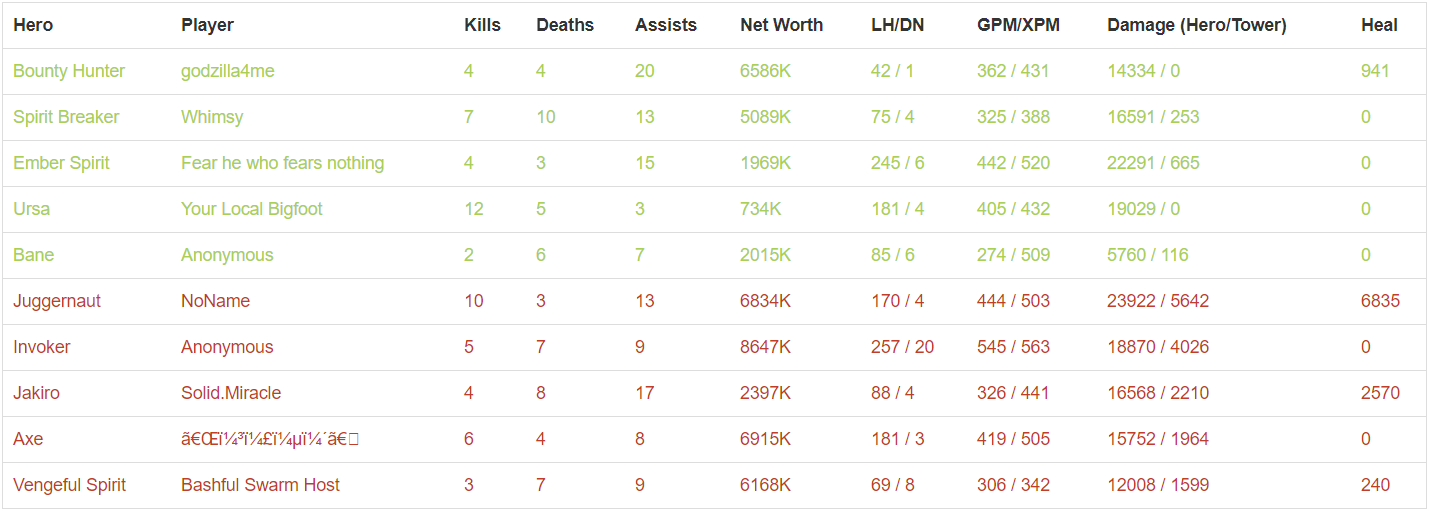 Hero Player Kills Deaths Assists Net Worth LH/DN GPM/XPM Damage (Hero/Tower) Heal
Bounty Hunter godzilla4me 4 4 20 6586K 42 / 1 362 / 431 14334 / 0 941
Spirit Breaker Whimsy 7 10 13 5089K 75 / 4 325 / 388 16591 / 253 0
Ember Spirit Fear he who fears nothing 4 3 15 1969K 245 / 6 442 / 520 22291 / 665 0
Ursa Your Local Bigfoot 12 5 3 734K 181 / 4 405 / 432 19029 / 0 0
Bane Anonymous 2 6 7 2015K 85 / 6 274 / 509 5760 / 116 0
Juggernaut NoName 10 3 13 6834K 170 / 4 444 / 503 23922 / 5642 6835
Invoker Anonymous 5 7 9 8647K 257 / 20 545 / 563 18870 / 4026 0
Jakiro Solid.Miracle 4 8 17 2397K 88 / 4 326 / 441 16568 / 2210 2570
Axe 6 4 8 6915K 181 / 3 419 / 505 15752 / 1964 0
Vengeful Spirit Bashful Swarm Host 3 7 9 6168K 69 / 8 306 / 342 12008 / 1599 240